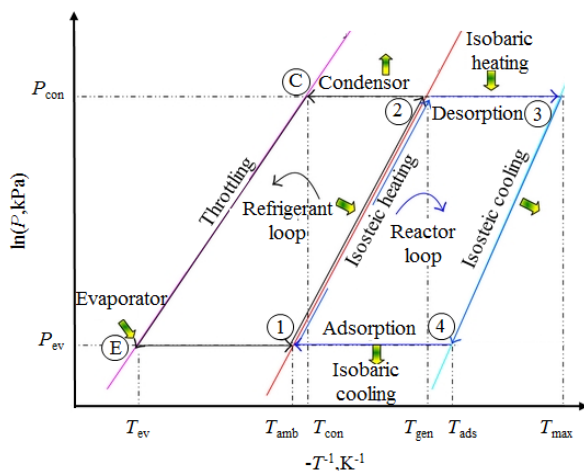 Isobaric
heating
C
Condensor
P_con
2
Desorption
3
Throttling
Refrigerant
loop
Isosteic heating
Reactor
loop
Isosteic cooling
ln(P,kPa)
Evaporator
1
Adsorption
4
P_ev
E
Isobaric
cooling
T_ev
T_amb
T_con
T_gen
T_ads
T_max
-T⁻¹,K⁻¹